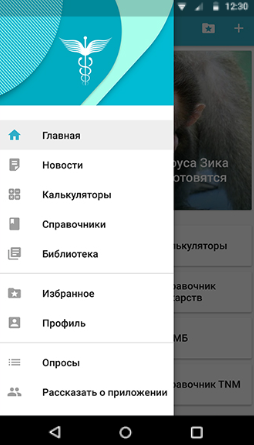 12:30
Главная
Новости
Калькуляторы
Справочники
Библиотека
Избранное
Профиль
Опросы
Рассказать о приложении
руса Зика
отовятся
ькуляторы
равочник
карств
МБ
равочник TNM